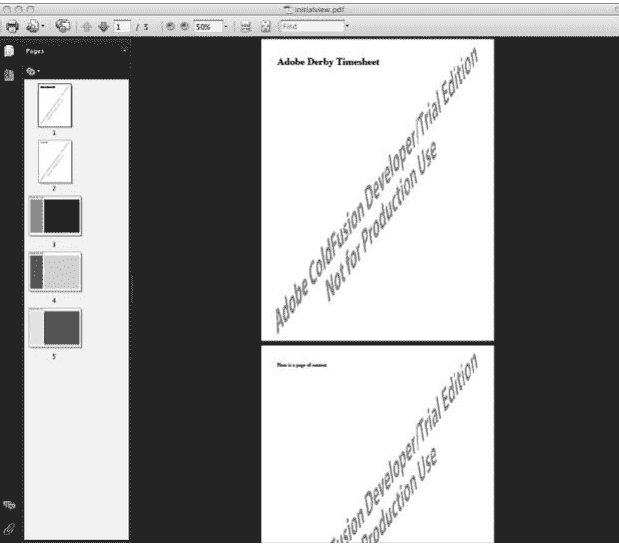 initialview.pdf
1 / 5
50%
Find
Pages
Adobe Derby Timesheet
Adobe ColdFusion Developer/Trial Edition
Not for Production Use
1
2
3
4
5
Here is a page of content
Fusion Developer/Trial Edition
Production Use